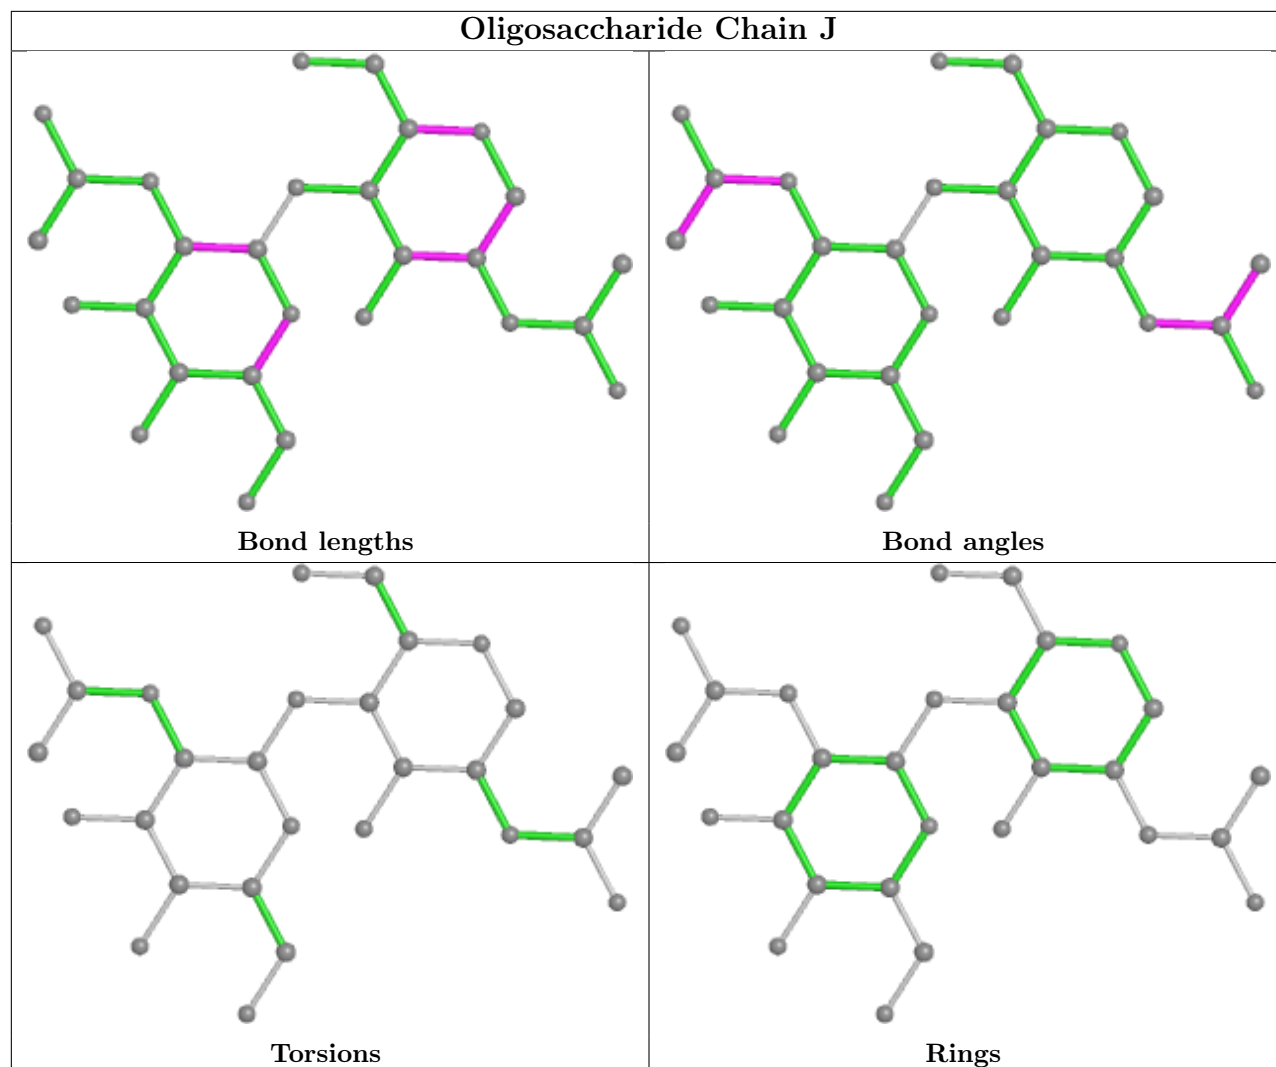 Oligosaccharide Chain J
Bond lengths
Bond angles
Torsions
Rings